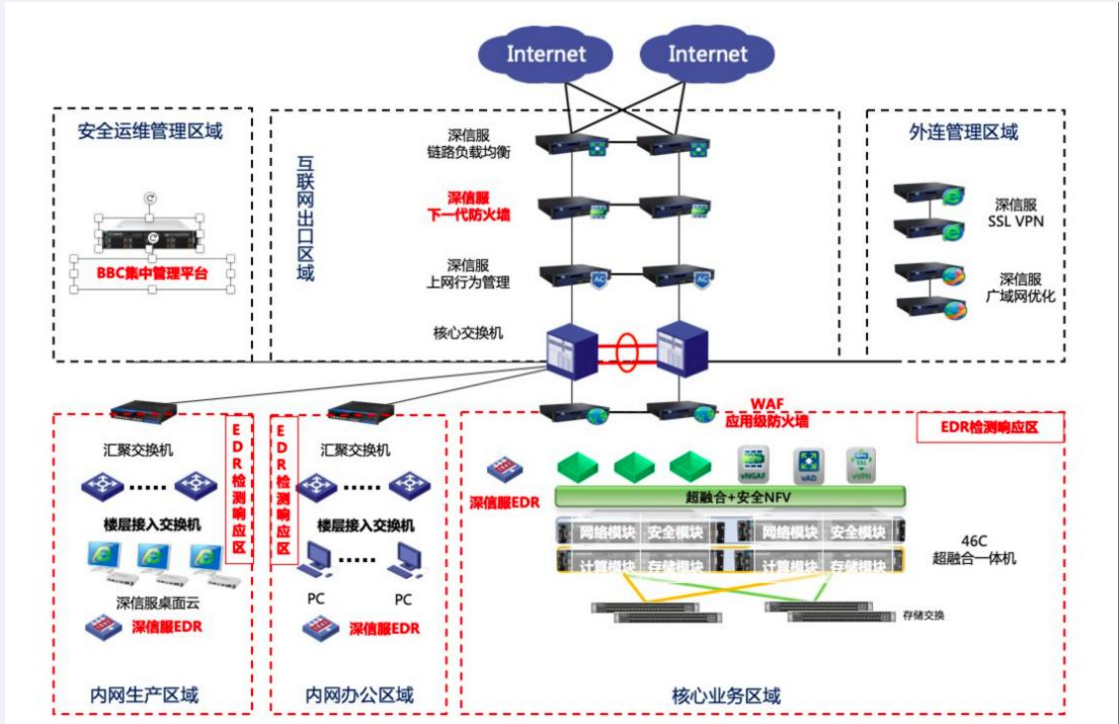 Internet
Internet
安全运维管理区域
互联网出口区域
深信服
链路负载均衡
外连管理区域
深信服
下一代防火墙
深信服
SSL VPN
BBC集中管理平台
深信服
上网行为管理
AC
AC
深信服
广域网优化
核心交换机
WAF
应用级防火墙
EDR检测响应区
汇聚交换机
EDR检测响应区
EDR检测响应区
汇聚交换机
vNGAF
vAD
深信服EDR
超融合+安全NFV
楼层接入交换机
楼层接入交换机
网络模块
安全模块
网络模块
安全模块
计算模块
存储模块
计算模块
存储模块
46C
超融合一体机
深信服桌面云
PC
PC
存储交换
深信服EDR
深信服EDR
内网生产区域
内网办公区域
核心业务区域